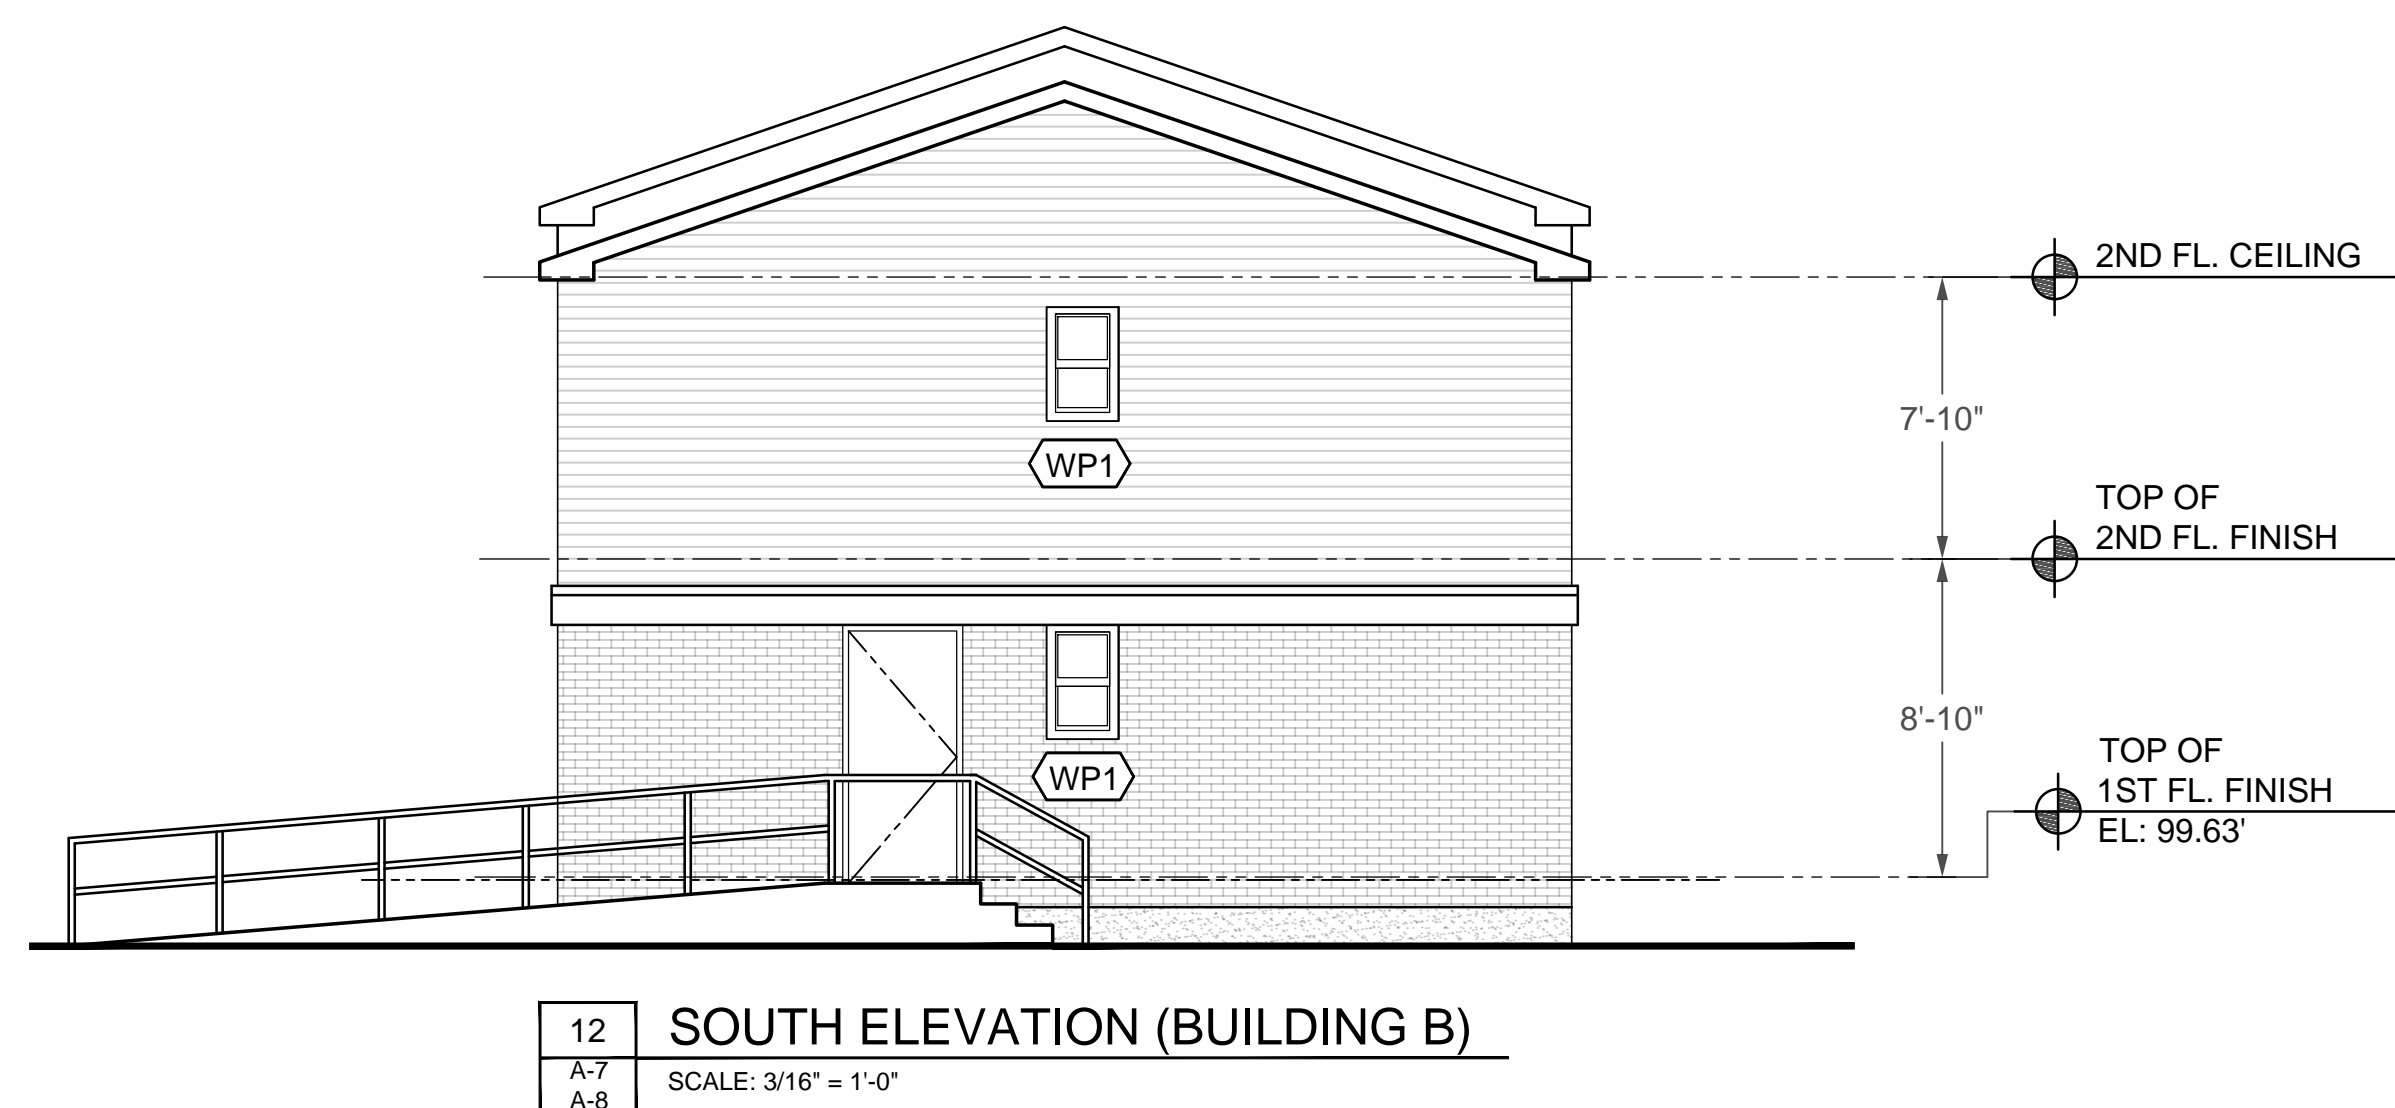 2ND FL. CEILING
7'-10"
TOP OF
2ND FL. FINISH
WP1
8'-10"
TOP OF
1ST FL. FINISH
EL: 99.63'
WP1
12
SOUTH ELEVATION (BUILDING B)
A-7
A-8
SCALE: 3/16" = 1'-0"